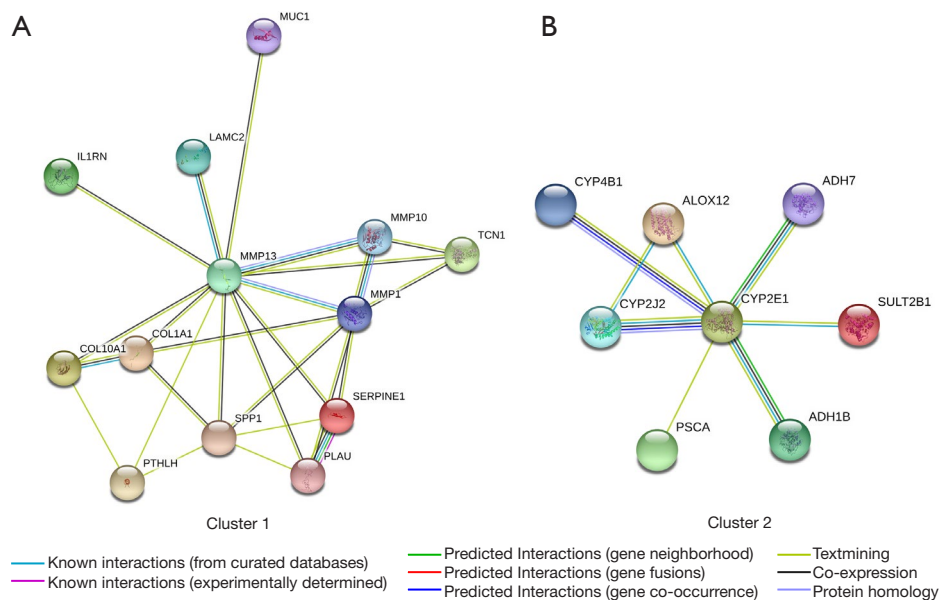 A
B
MUC1
LAMC2
IL1RN
MMP10
TCN1
MMP13
MMP1
COL1A1
COL10A1
SERPINE1
SPP1
PLAU
PTHLH
Cluster 1
CYP4B1
ALOX12
ADH7
CYP2J2
CYP2E1
SULT2B1
PSCA
ADH1B
Cluster 2
Known interactions (from curated databases)
Known interactions (experimentally determined)
Predicted Interactions (gene neighborhood)
Predicted Interactions (gene fusions)
Predicted Interactions (gene co-occurrence)
Textmining
Co-expression
Protein homology